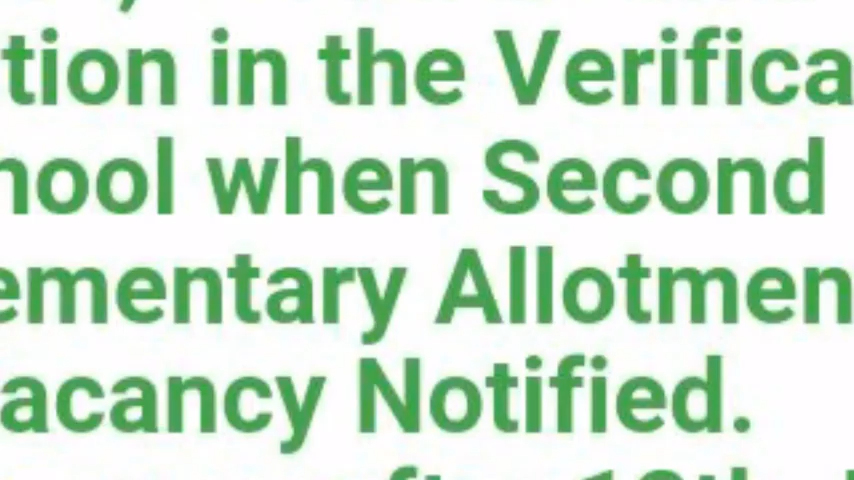 tion in the Verifica
hool when Second
ementary Allotmen
acancy Notified.